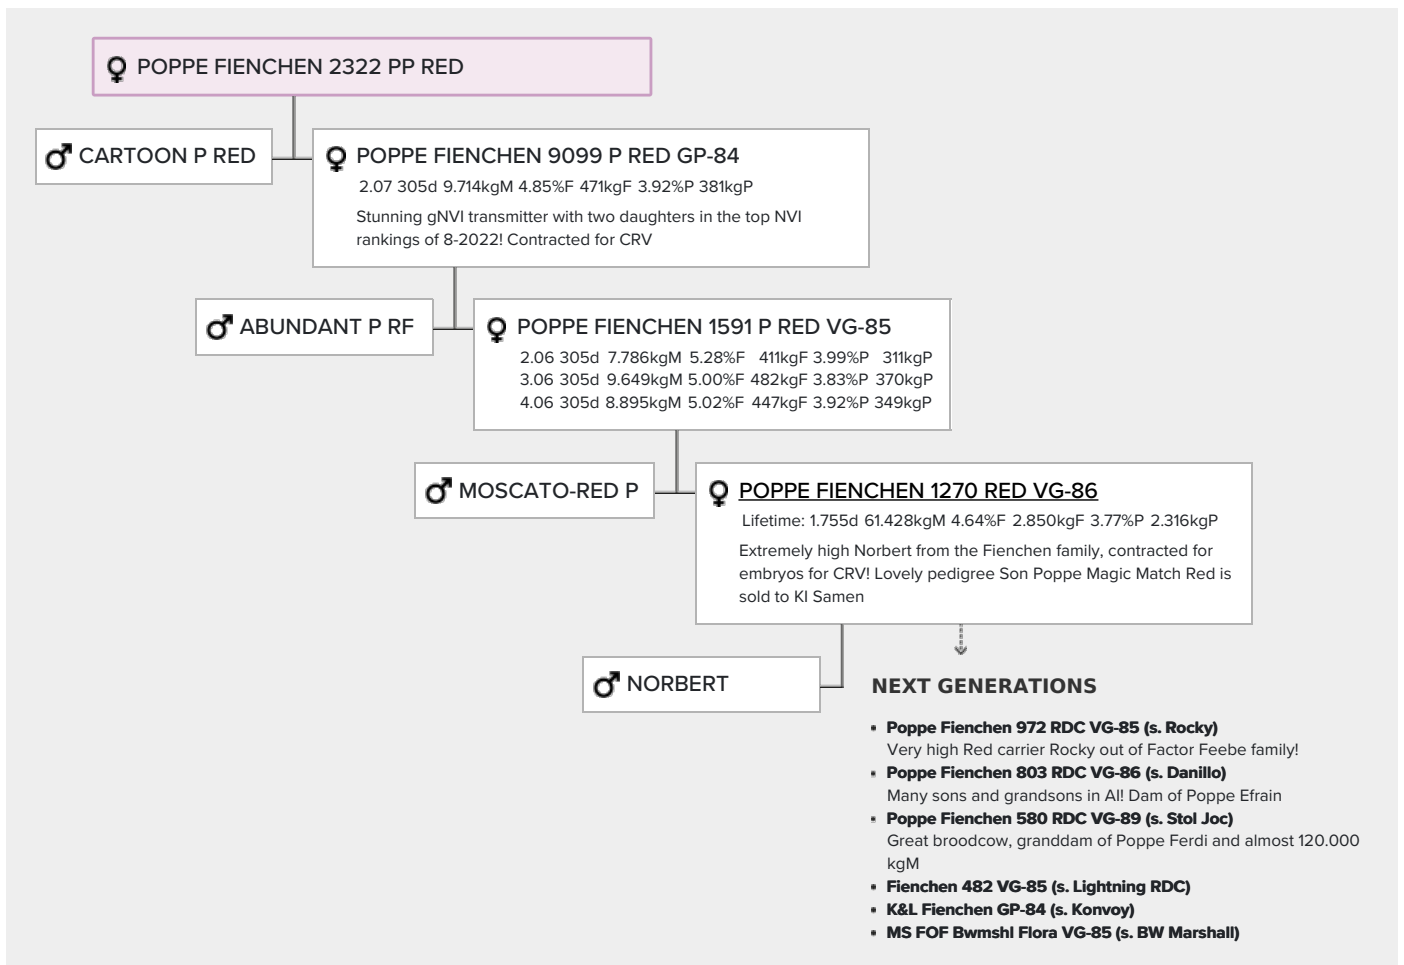 POPPE FIENCHEN 2322 PP RED
CARTOON P RED
POPPE FIENCHEN 9099 P RED GP-84
2.07 305d 9.714kgM 4.85%F 471kgF 3.92%P 381kgP
Stunning gNVI transmitter with two daughters in the top NVI
rankings of 8-2022! Contracted for CRV
ABUNDANT P RF
POPPE FIENCHEN 1591 P RED VG-85
2.06 305d 7.786kgM 5.28%F 411kgF 3.99%P 311kgP
3.06 305d 9.649kgM 5.00%F 482kgF 3.83%P 370kgP
4.06 305d 8.895kgM 5.02%F 447kgF 3.92%P 349kgP
MOSCATO-RED P
POPPE FIENCHEN 1270 RED VG-86
Lifetime: 1.755d 61.428kgM 4.64%F 2.850kgF 3.77%P 2.316kgP
Extremely high Norbert from the Fienchen family, contracted for
embryos for CRV! Lovely pedigree Son Poppe Magic Match Red is
sold to KI Samen
NORBERT
NEXT GENERATIONS
• Poppe Fienchen 972 RDC VG-85 (s. Rocky)
Very high Red carrier Rocky out of Factor Feebe family!
• Poppe Fienchen 803 RDC VG-86 (s. Danillo)
Many sons and grandsons in AI! Dam of Poppe Efrain
• Poppe Fienchen 580 RDC VG-89 (s. Stol Joc)
Great broodcow, granddam of Poppe Ferdi and almost 120.000
kgM
• Fienchen 482 VG-85 (s. Lightning RDC)
• K&L Fienchen GP-84 (s. Konvoy)
• MS FOF Bwmshl Flora VG-85 (s. BW Marshall)